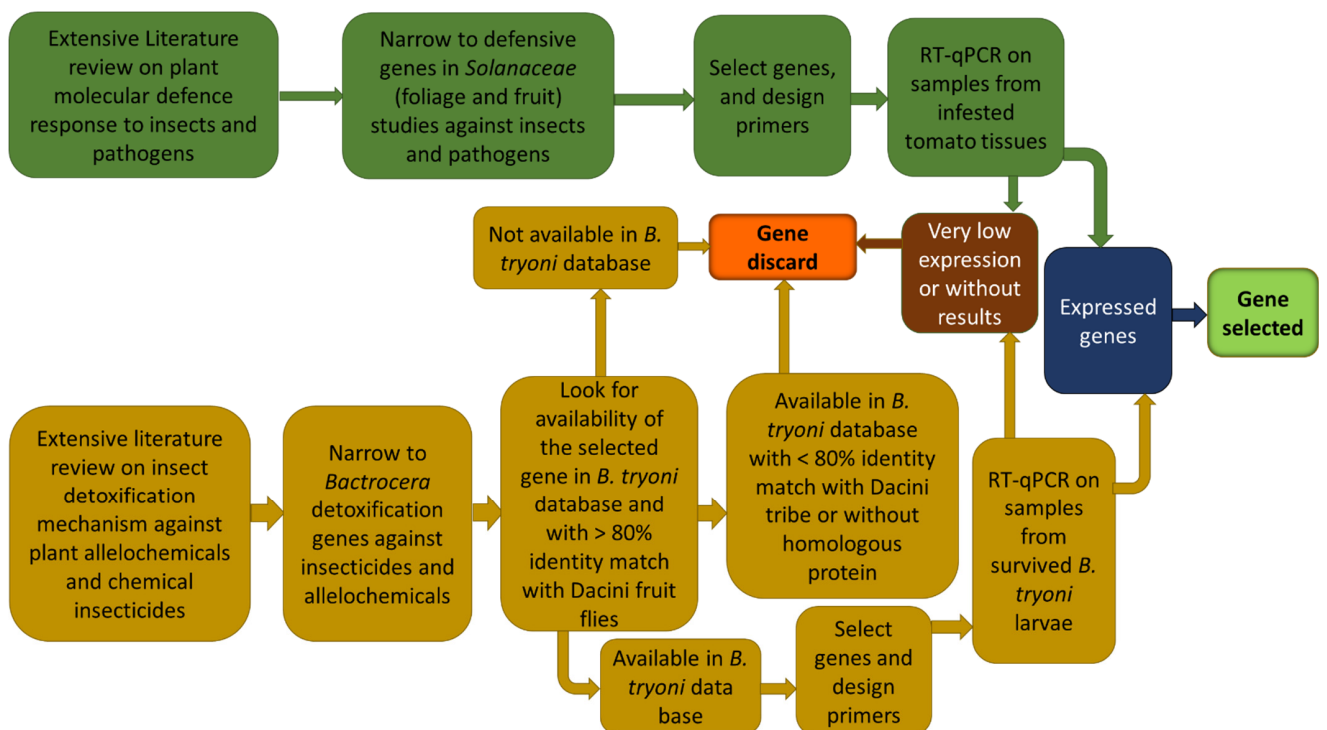 Extensive Literature
review on plant
molecular defence
response to insects and
pathogens
Narrow to defensive
genes in Solanaceae
(foliage and fruit)
studies against insects
and pathogens
Select genes,
and design
primers
RT-qPCR on
samples from
infested
tomato tissues
Not available in B.
tryoni database
Gene
discard
Very low
expression
or without
results
Expressed
genes
Gene
selected
Extensive literature
review on insect
detoxification
mechanism against
plant allelochemicals
and chemical
insecticides
Narrow to
Bactrocera
detoxification
genes against
insecticides and
allelochemicals
Look for
availability of
the selected
gene in B. tryoni
database and
with > 80%
identity match
with Dacini fruit
flies
Available in B.
tryoni database
with < 80% identity
match with Dacini
tribe or without
homologous
protein
RT-qPCR on
samples
from
survived B.
tryoni
larvae
Available in B.
tryoni data
base
Select
genes and
design
primers